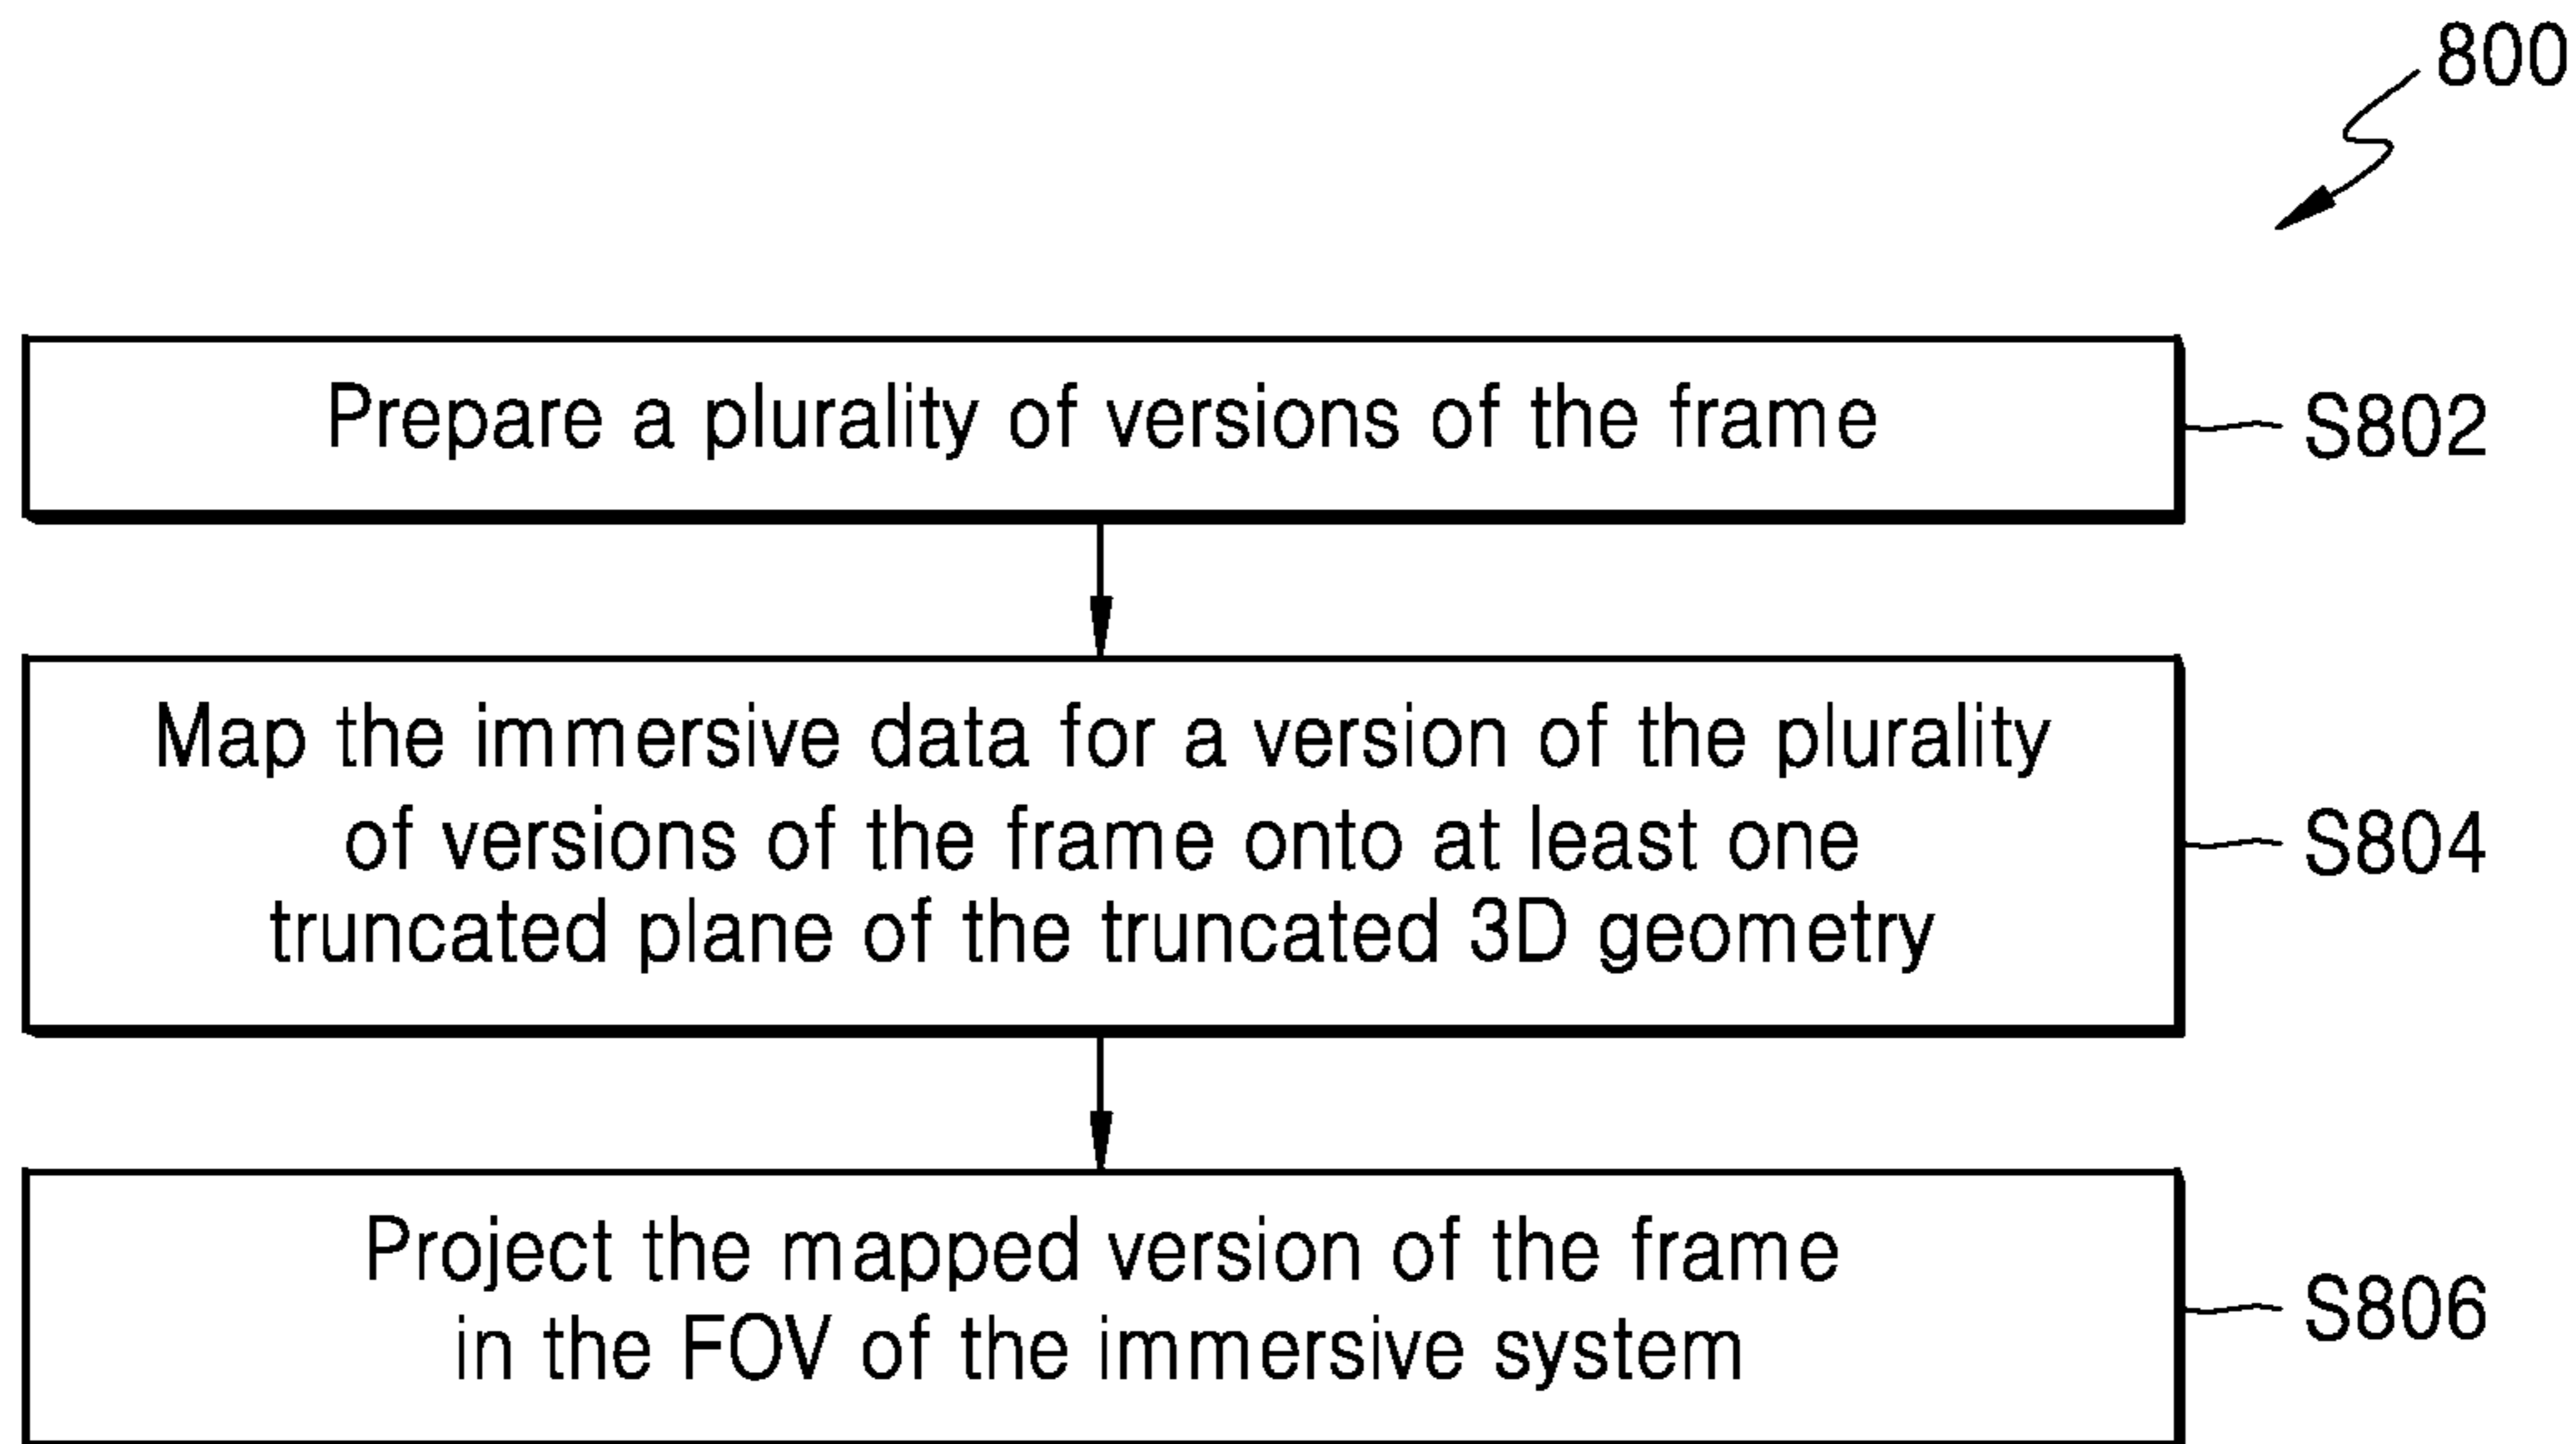 800
Prepare a plurality of versions of the frame
S802
Map the immersive data for a version of the plurality
of versions of the frame onto at least one
truncated plane of the truncated 3D geometry
S804
Project the mapped version of the frame
in the FOV of the immersive system
S806